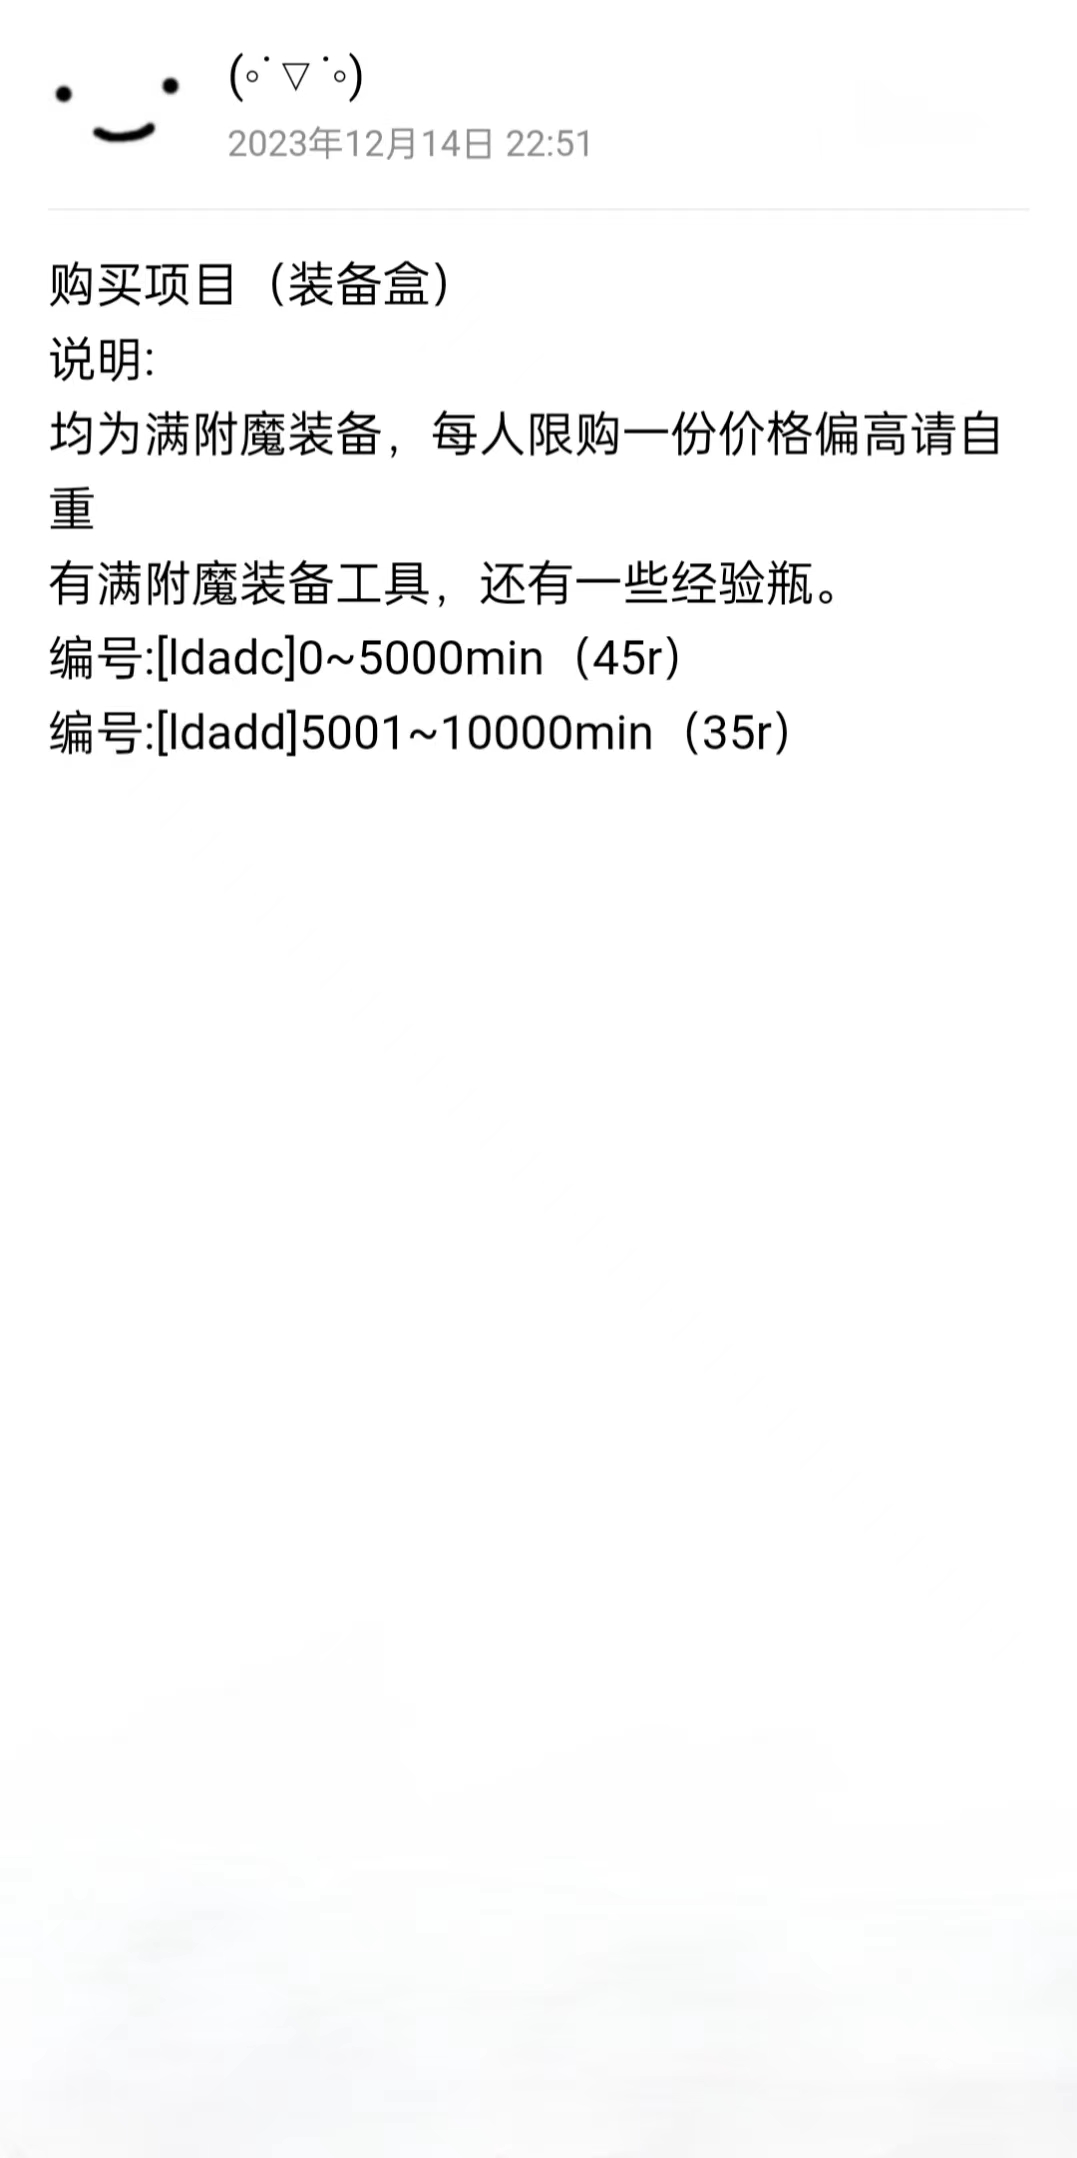 (◦˙▽˙◦)
2023年12月14日 22:51
购买项目（装备盒）
说明:
均为满附魔装备，每人限购一份价格偏高请自
重
有满附魔装备工具，还有一些经验瓶。
编号:[ldadc]0~5000min（45r）
编号:[ldadd]5001~10000min（35r）